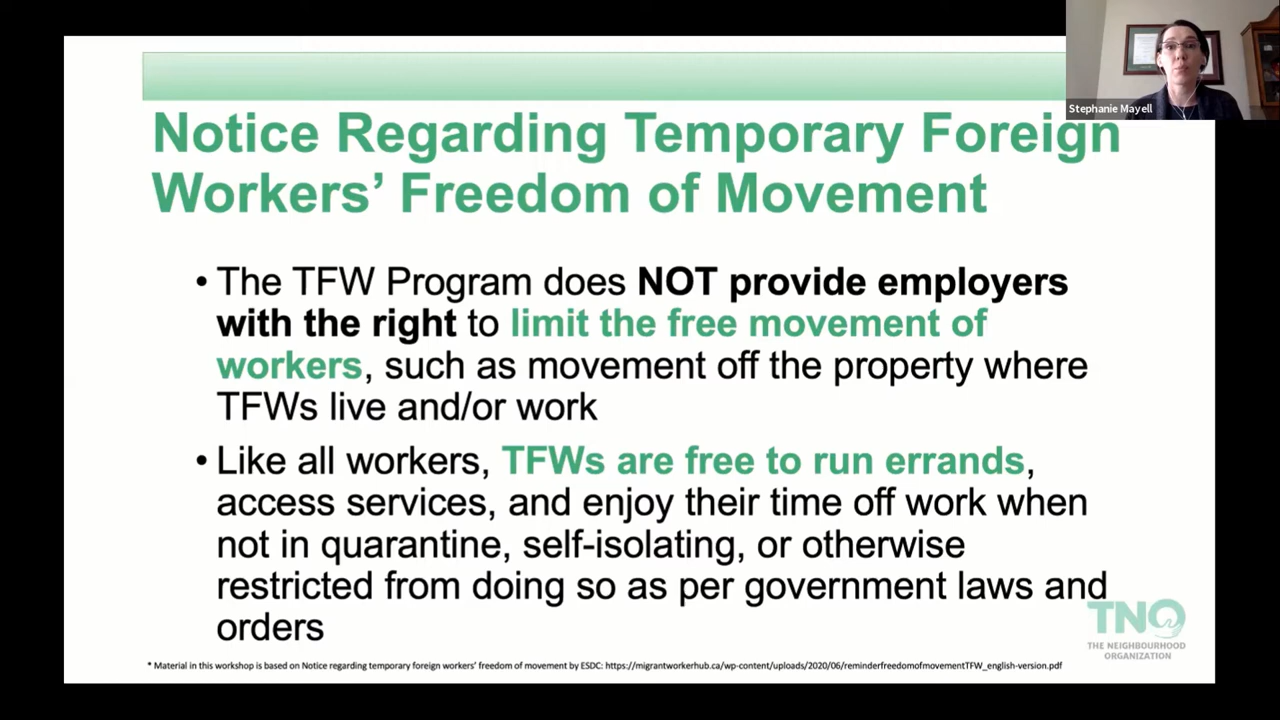 Stephanie Mayell
Notice Regarding Temporary Foreign
Workers’ Freedom of Movement
• The TFW Program does NOT provide employers
with the right to limit the free movement of
workers, such as movement off the property where
TFWs live and/or work
• Like all workers, TFWs are free to run errands,
access services, and enjoy their time off work when
not in quarantine, self-isolating, or otherwise
restricted from doing so as per government laws and
orders
TNO
THE NEIGHBOURHOOD
ORGANIZATION
* Material in this workshop is based on Notice regarding temporary foreign workers’ freedom of movement by ESDC: https://migrantworkerhub.ca/wp-content/uploads/2020/06/reminderfreedomofmovementTFW_english-version.pdf